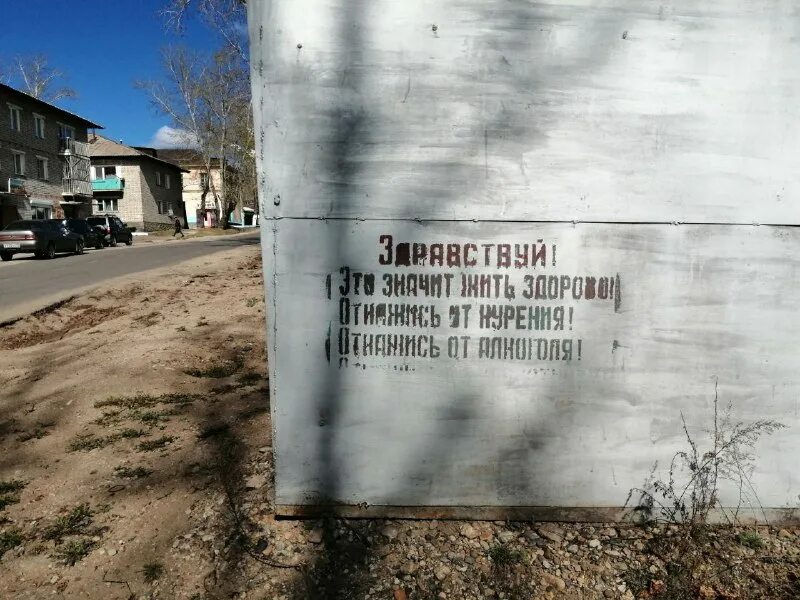 Здравствуй!
Это значит жить здорово!
Откажись от курения!
Откажись от алкоголя!